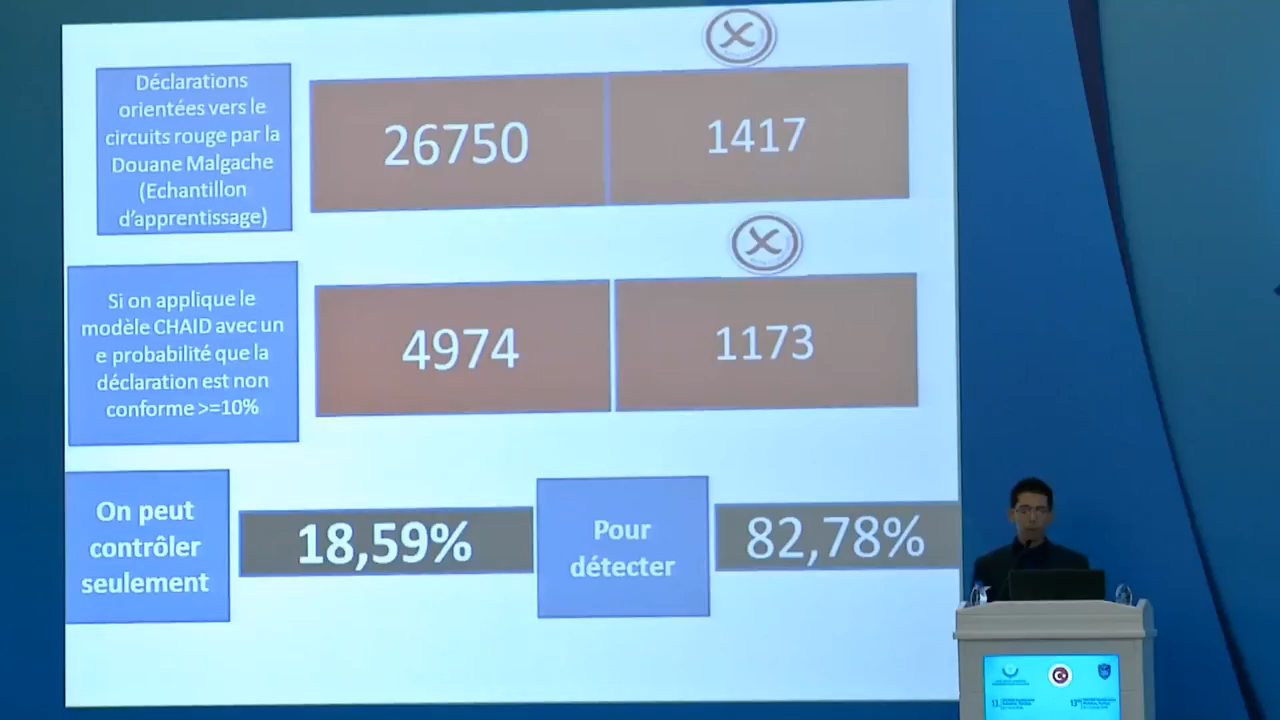 Déclarations
orientées vers le
circuits rouge par la
Douane Malgache
(Echantillon
d'apprentissage)
26750
1417
Si on applique le
modèle CHAID avec un
e probabilité que la
déclaration est non
conforme >=10%
4974
1173
On peut
contrôler
seulement
18,59%
Pour
détecter
82,78%